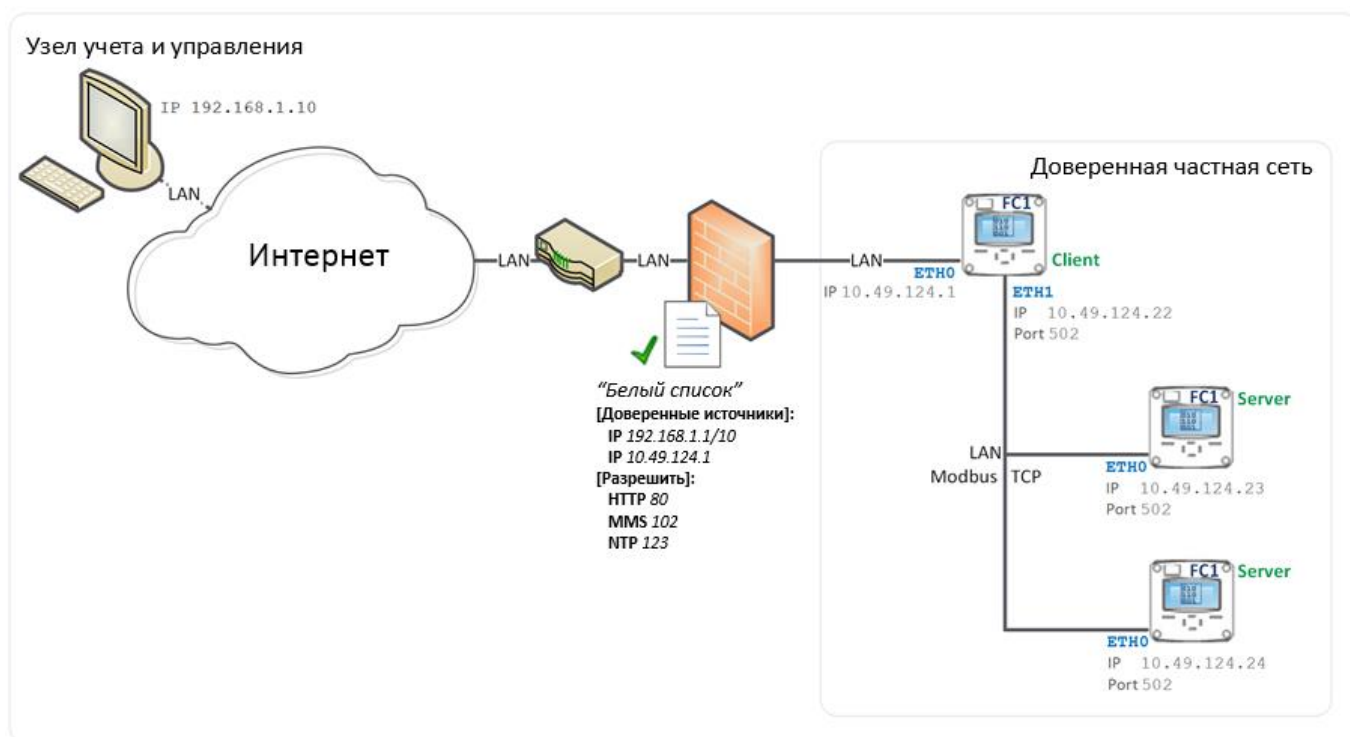 Узел учета и управления
IP 192.168.1.10
LAN
Интернет
LAN
LAN
"Белый список"
[Доверенные источники]:
IP 192.168.1.1/10
IP 10.49.124.1
[Разрешить]:
HTTP 80
MMS 102
NTP 123
Доверенная частная сеть
LAN
ETH0
IP 10.49.124.1
FC1
Client
ETH1
IP 10.49.124.22
Port 502
LAN
Modbus TCP
FC1 Server
ETH0
IP 10.49.124.23
Port 502
FC1 Server
ETH0
IP 10.49.124.24
Port 502